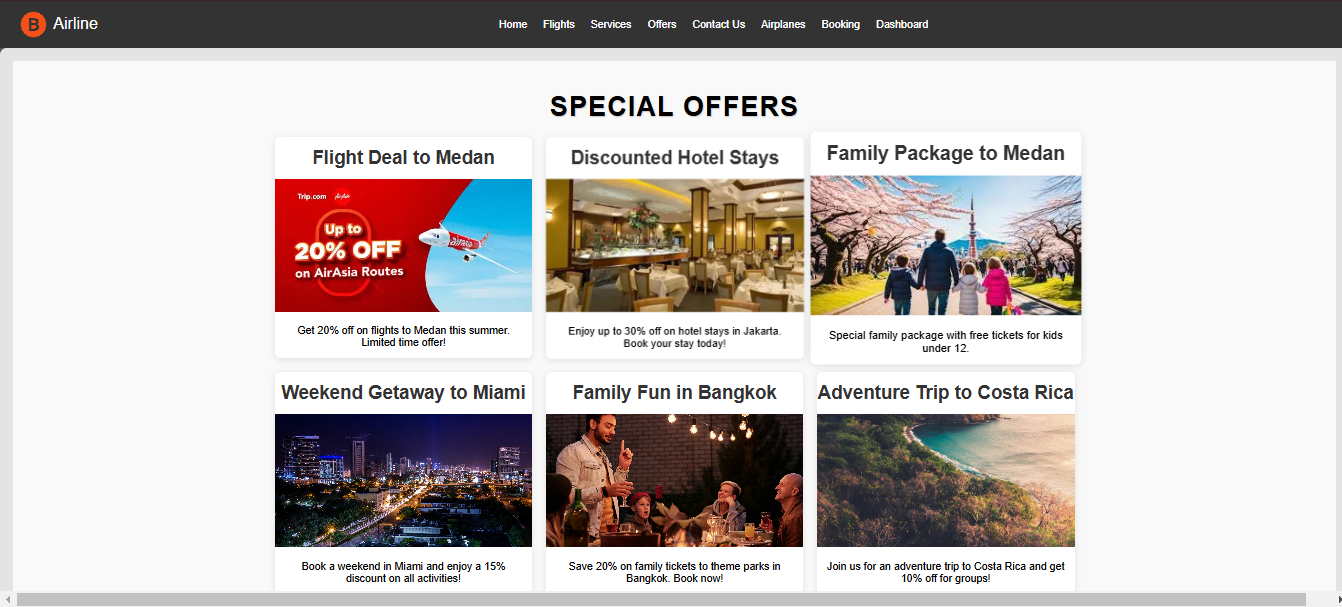 B Airline
Home Flights Services Offers Contact Us Airplanes Booking Dashboard
SPECIAL OFFERS
Flight Deal to Medan
Trip.com AirAsia
Up to
20% OFF
on AirAsia Routes
airasia
Get 20% off on flights to Medan this summer.
Limited time offer!
Discounted Hotel Stays
Enjoy up to 30% off on hotel stays in Jakarta.
Book your stay today!
Family Package to Medan
Special family package with free tickets for kids
under 12.
Weekend Getaway to Miami
Book a weekend in Miami and enjoy a 15%
discount on all activities!
Family Fun in Bangkok
Save 20% on family tickets to theme parks in
Bangkok. Book now!
Adventure Trip to Costa Rica
Join us for an adventure trip to Costa Rica and get
10% off for groups!